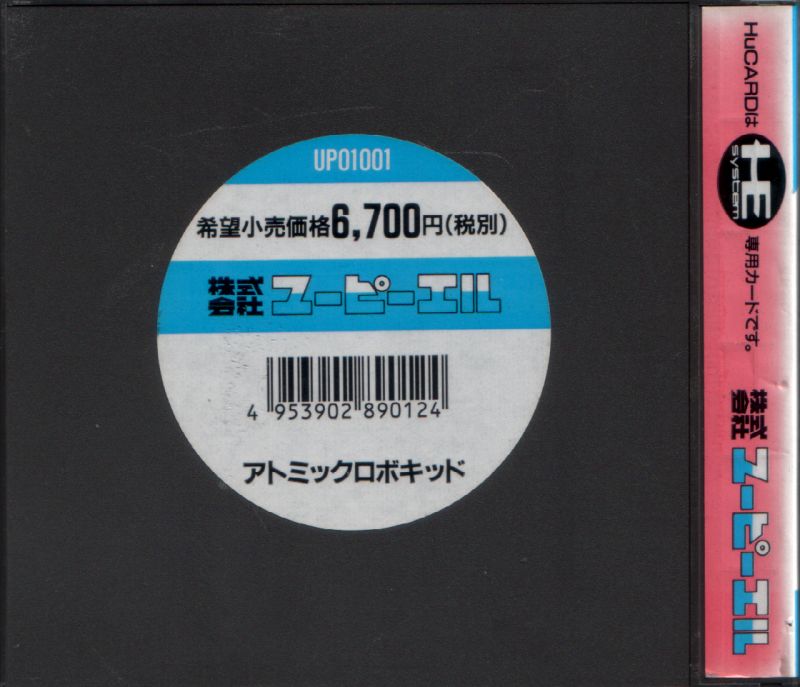 UPO1001
希望小売価格6,700円(税別)
株式会社 ユーピーエル
4 953902 890124
アトミックロボキッド
HuCARDは HE system 専用カードです。
株式会社 ユーピーエル